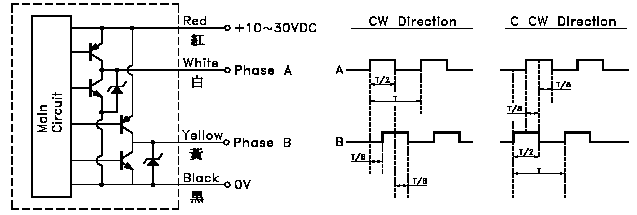 Main Circuit
Red
紅
+10~30VDC
White
白
Phase A
Yellow
黃
Phase B
Black
黑
0V
CW Direction
C CW Direction
A
T/2
T
T/8
T/8
B
T/8
T/8
T/2
T